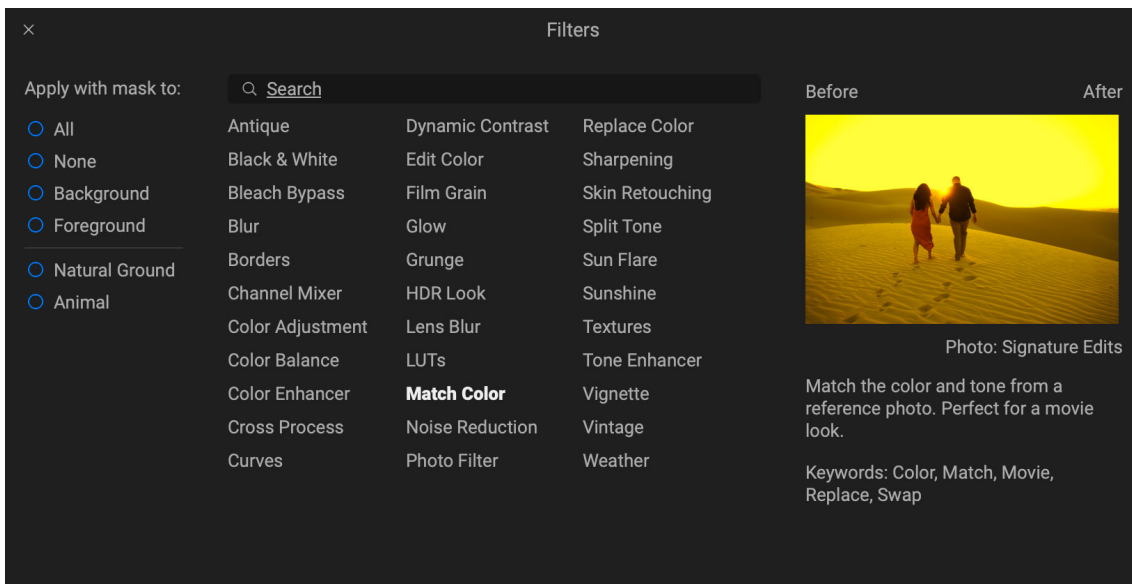 Filters
Apply with mask to:
All
None
Background
Foreground
Natural Ground
Animal
Search
Antique
Black & White
Bleach Bypass
Blur
Borders
Channel Mixer
Color Adjustment
Color Balance
Color Enhancer
Cross Process
Curves
Dynamic Contrast
Edit Color
Film Grain
Glow
Grunge
HDR Look
Lens Blur
LUTs
Match Color
Noise Reduction
Photo Filter
Replace Color
Sharpening
Skin Retouching
Split Tone
Sun Flare
Sunshine
Textures
Tone Enhancer
Vignette
Vintage
Weather
Before After
Photo: Signature Edits
Match the color and tone from a
reference photo. Perfect for a movie
look.
Keywords: Color, Match, Movie,
Replace, Swap